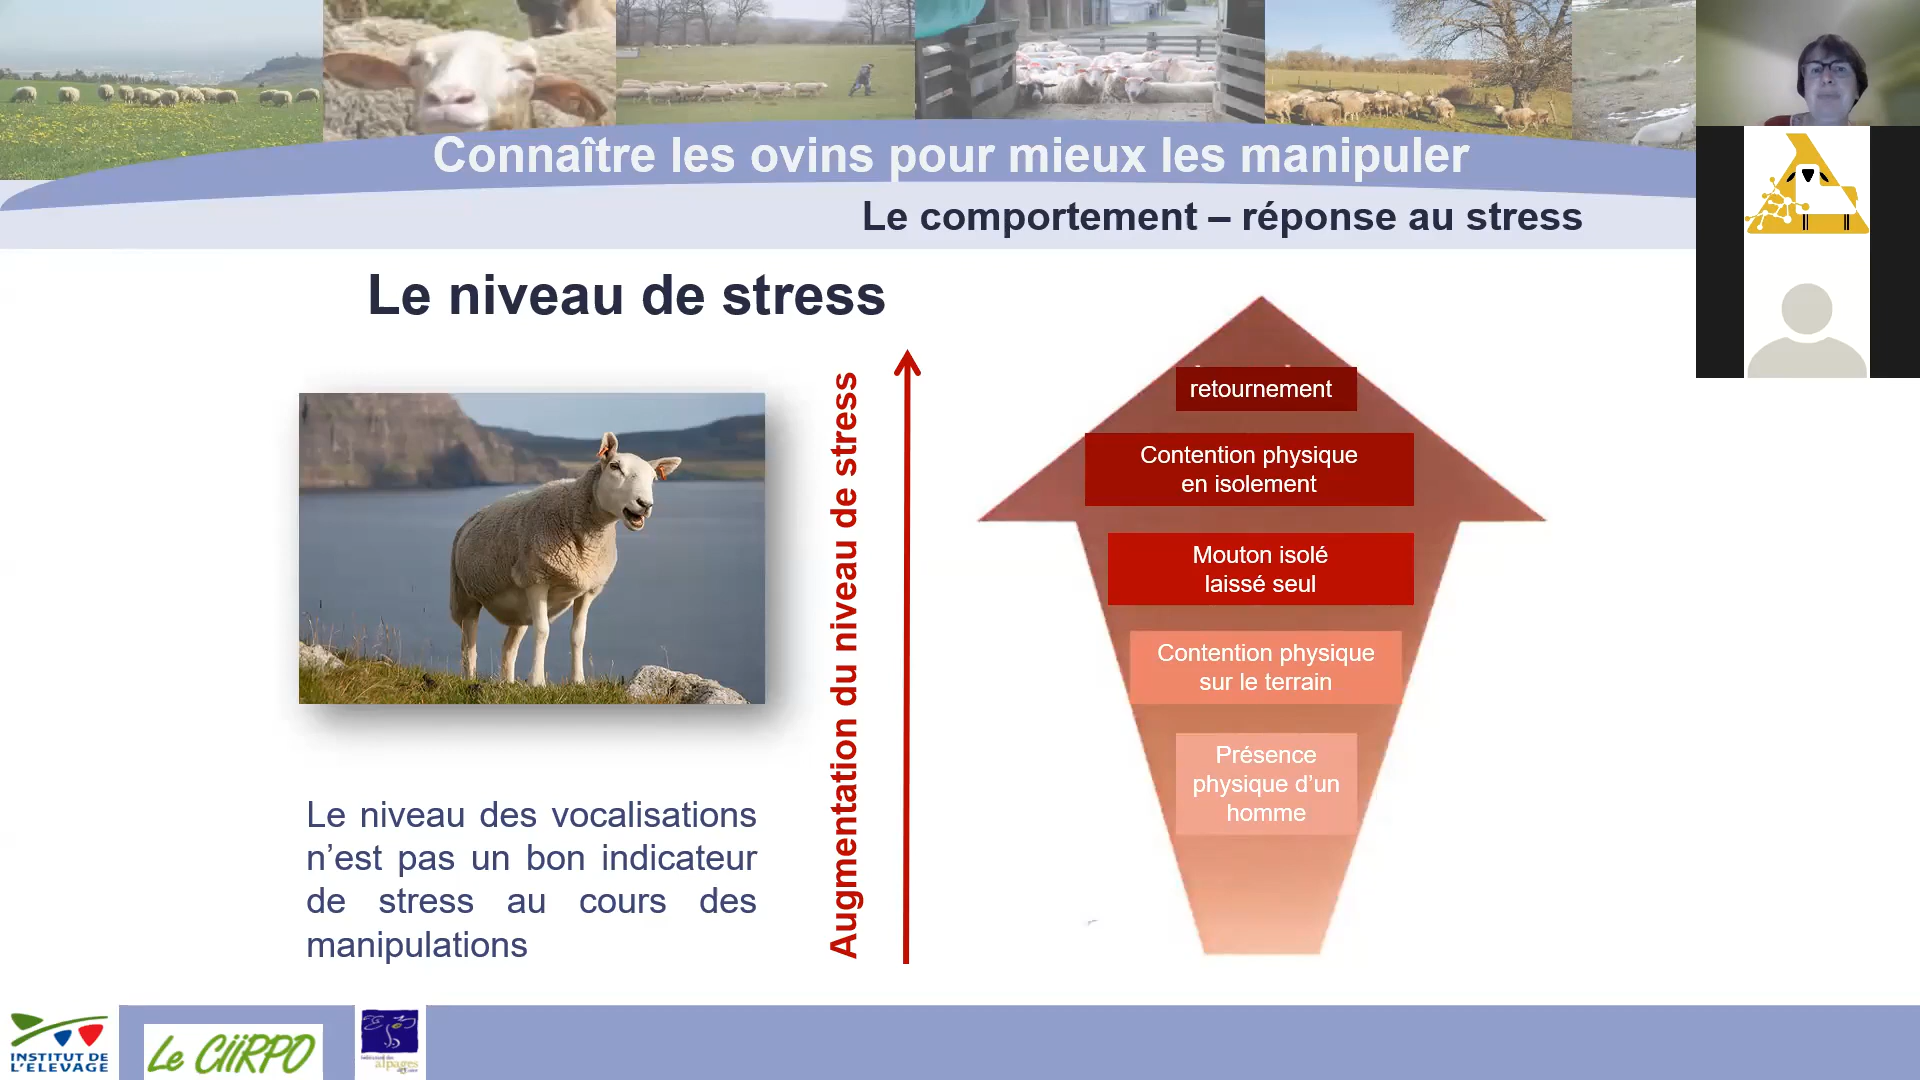 Connaître les ovins pour mieux les manipuler
Le comportement – réponse au stress
Le niveau de stress
Augmentation du niveau de stress
retournement
Contention physique
en isolement
Mouton isolé
laissé seul
Contention physique
sur le terrain
Présence
physique d’un
homme
Le niveau des vocalisations
n’est pas un bon indicateur
de stress au cours des
manipulations
INSTITUT DE
L'ELEVAGE
Le CIIRPO
alpages